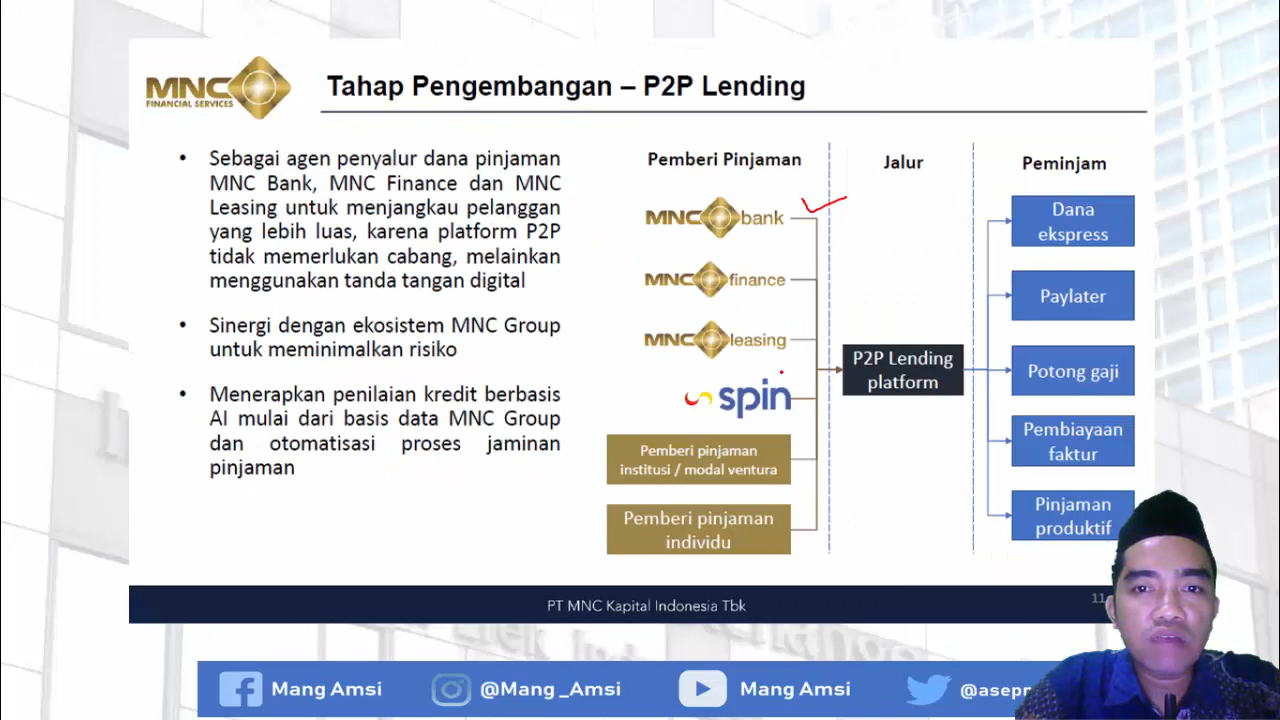 MNC
FINANCIAL SERVICES
Tahap Pengembangan – P2P Lending
• Sebagai agen penyalur dana pinjaman
MNC Bank, MNC Finance dan MNC
Leasing untuk menjangkau pelanggan
yang lebih luas, karena platform P2P
tidak memerlukan cabang, melainkan
menggunakan tanda tangan digital
• Sinergi dengan ekosistem MNC Group
untuk meminimalkan risiko
• Menerapkan penilaian kredit berbasis
AI mulai dari basis data MNC Group
dan otomatisasi proses jaminan
pinjaman
Pemberi Pinjaman
MNC bank
MNC finance
MNC leasing
spin
Pemberi pinjaman
institusi / modal ventura
Pemberi pinjaman
individu
Jalur
P2P Lending
platform
Peminjam
Dana
ekspress
Paylater
Potong gaji
Pembiayaan
faktur
Pinjaman
produktif
PT MNC Kapital Indonesia Tbk
11
Mang Amsi
@Mang_Amsi
Mang Amsi